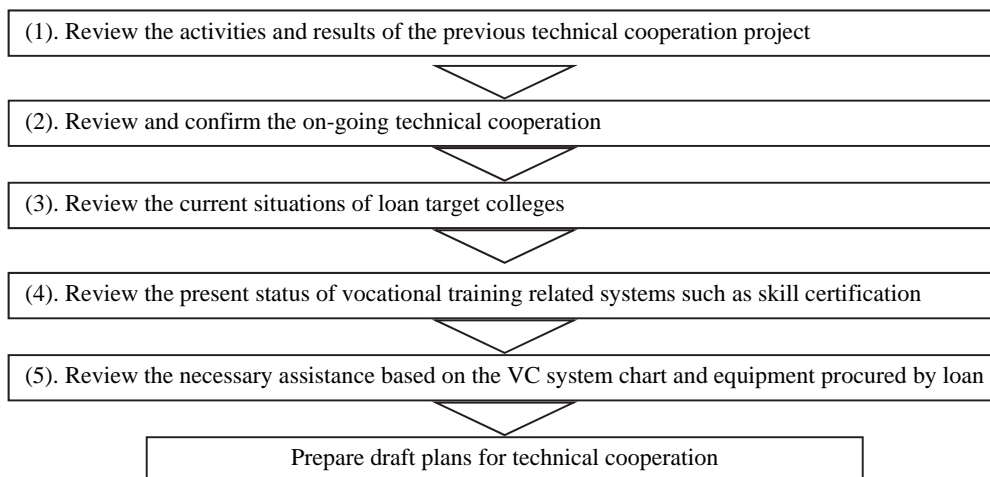 (1). Review the activities and results of the previous technical cooperation project
(2). Review and confirm the on-going technical cooperation
(3). Review the current situations of loan target colleges
(4). Review the present status of vocational training related systems such as skill certification
(5). Review the necessary assistance based on the VC system chart and equipment procured by loan
Prepare draft plans for technical cooperation